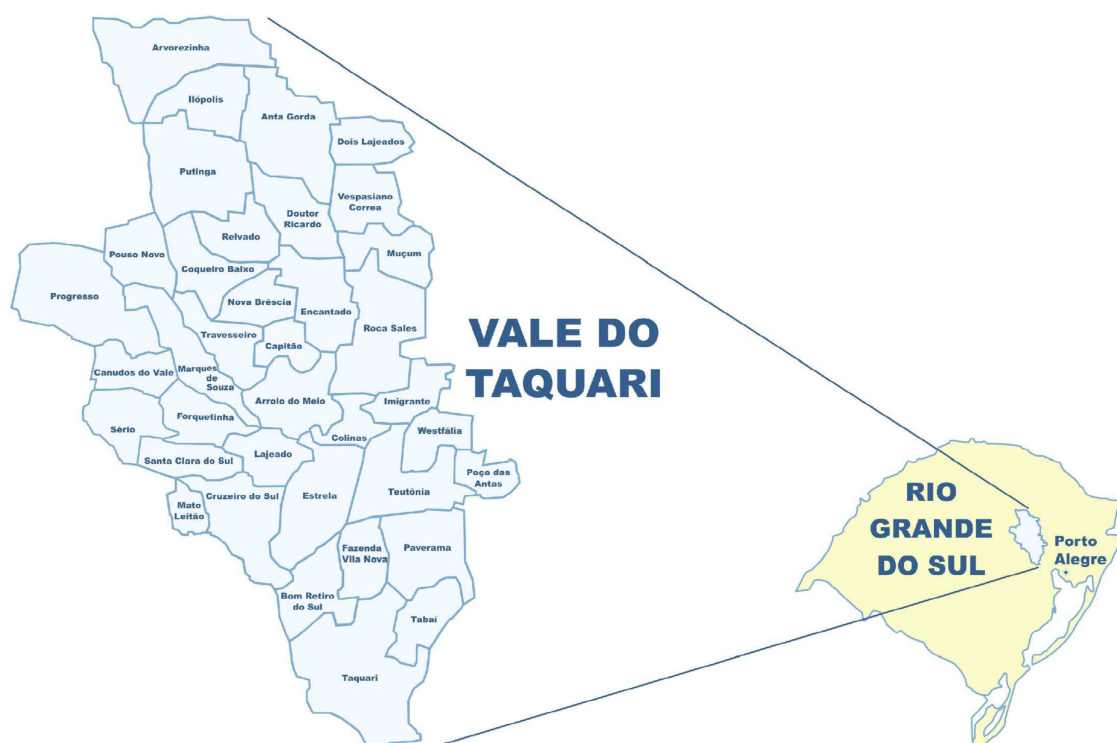 Arvorezinha
Ilópolis
Anta Gorda
Dois Lajeados
Putinga
Vespasiano
Correa
Doutor
Ricardo
Relvado
Muçum
Pouso Novo
Coqueiro Baixo
Progresso
Nova Bréscia
Encantado
Roca Sales
VALE DO
TAQUARI
Travesseiro
Capitão
Canudos do Vale
Marques
de
Souza
Arroio do Meio
Imigrante
Forquetinha
Sério
Colinas
Westfália
Santa Clara do Sul
Lajeado
Poço das
Antas
Cruzeiro do Sul
Estrela
Teutônia
Mato
Leitão
Fazenda
Vila Nova
Paverama
Bom Retiro
do Sul
Tabaí
Taquari
RIO
GRANDE
DO SUL
Porto
Alegre